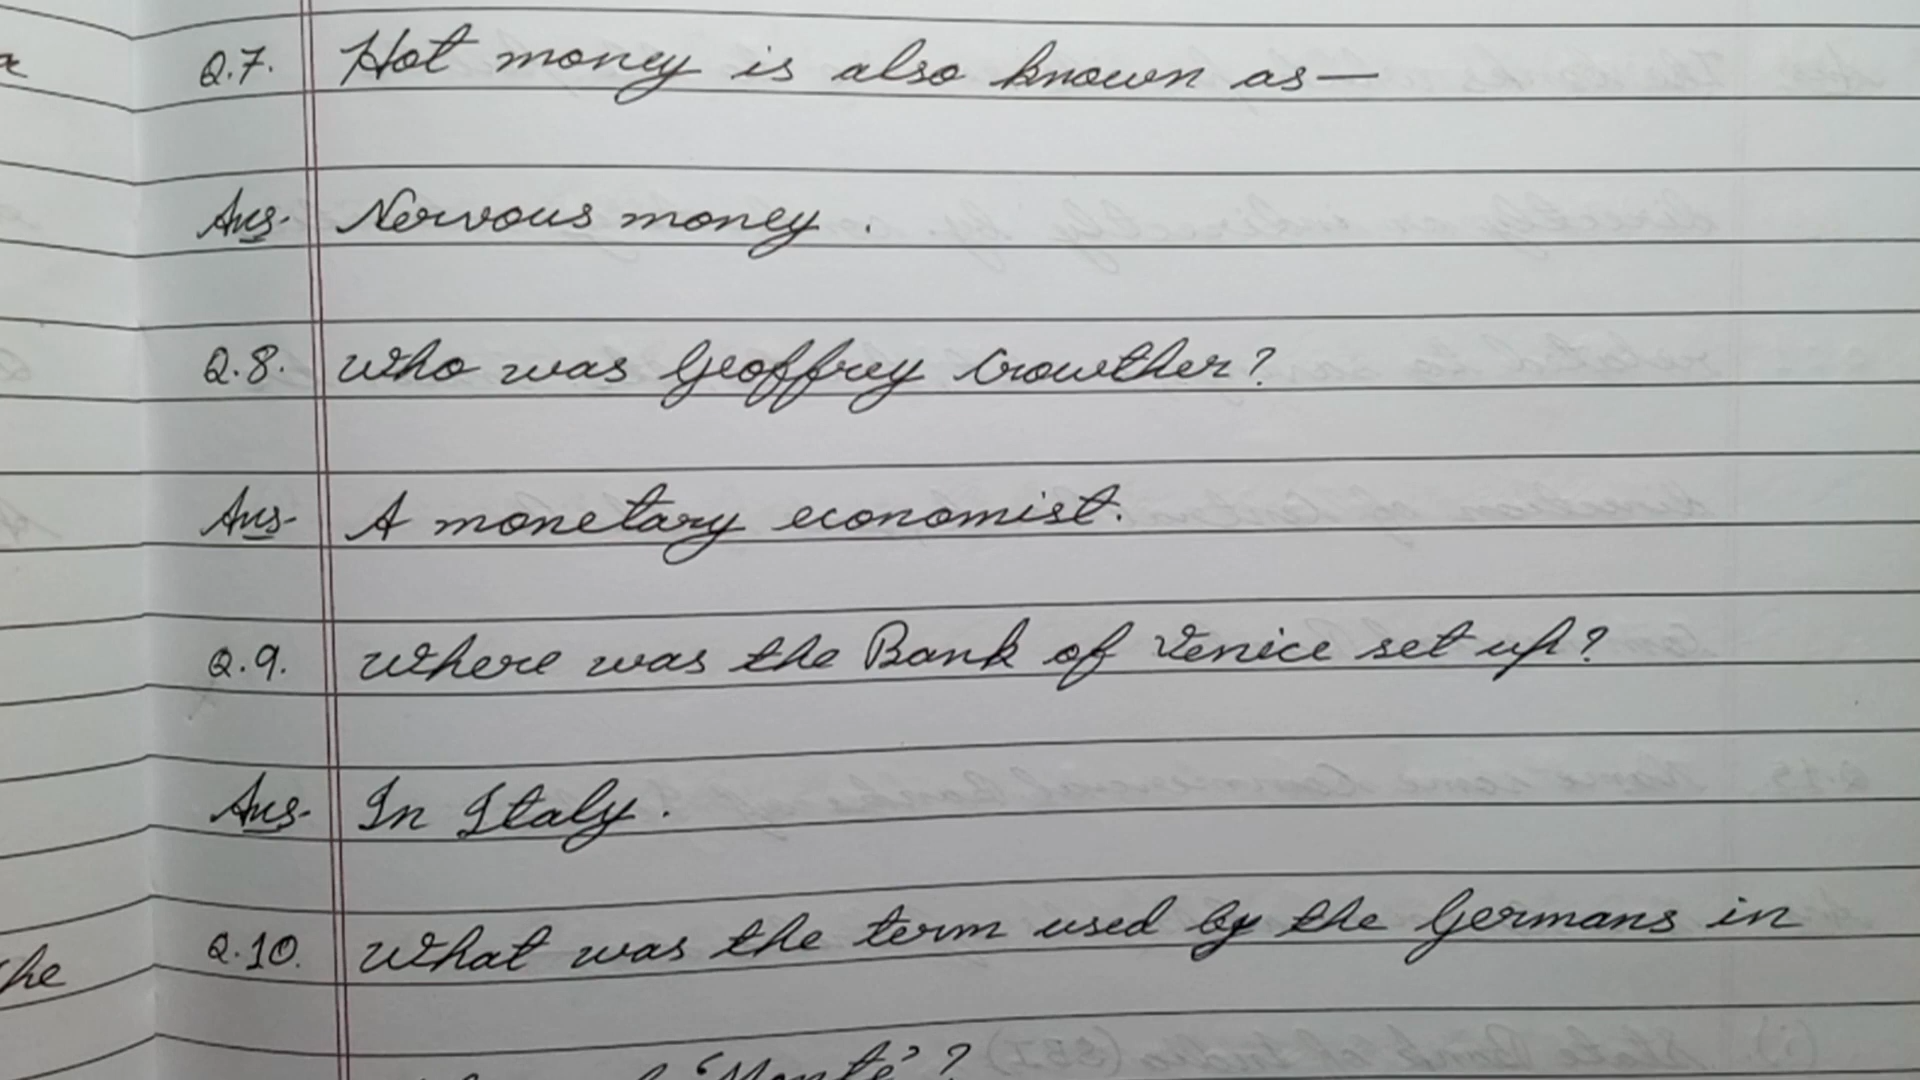 Q.7. Hot money is also known as—
Ans- Nervous money.
Q.8. Who was Geoffrey Crowther?
Ans- A monetary economist.
Q.9. Where was the Bank of Venice set up?
Ans- In Italy.
Q.10. What was the term used by the Germans in
he
'Monte'?